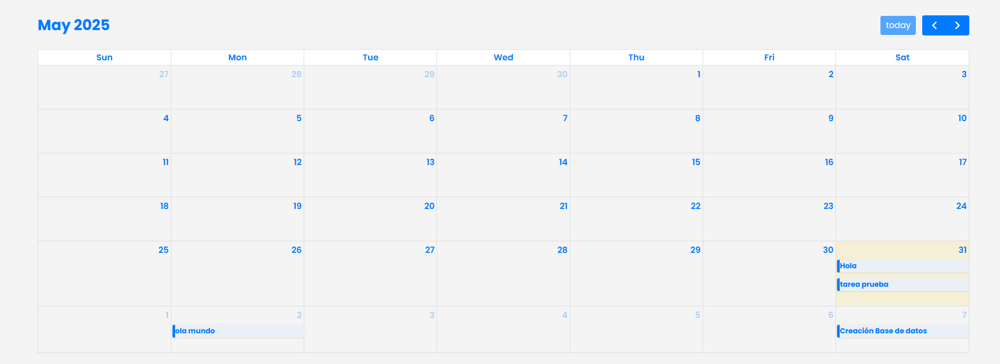 May 2025 today
Sun Mon Tue Wed Thu Fri Sat
27 28 29 30 1 2 3
4 5 6 7 8 9 10
11 12 13 14 15 16 17
18 19 20 21 22 23 24
25 26 27 28 29 30 31
Hola
tarea prueba
1 2 3 4 5 6 7
ola mundo Creación Base de datos